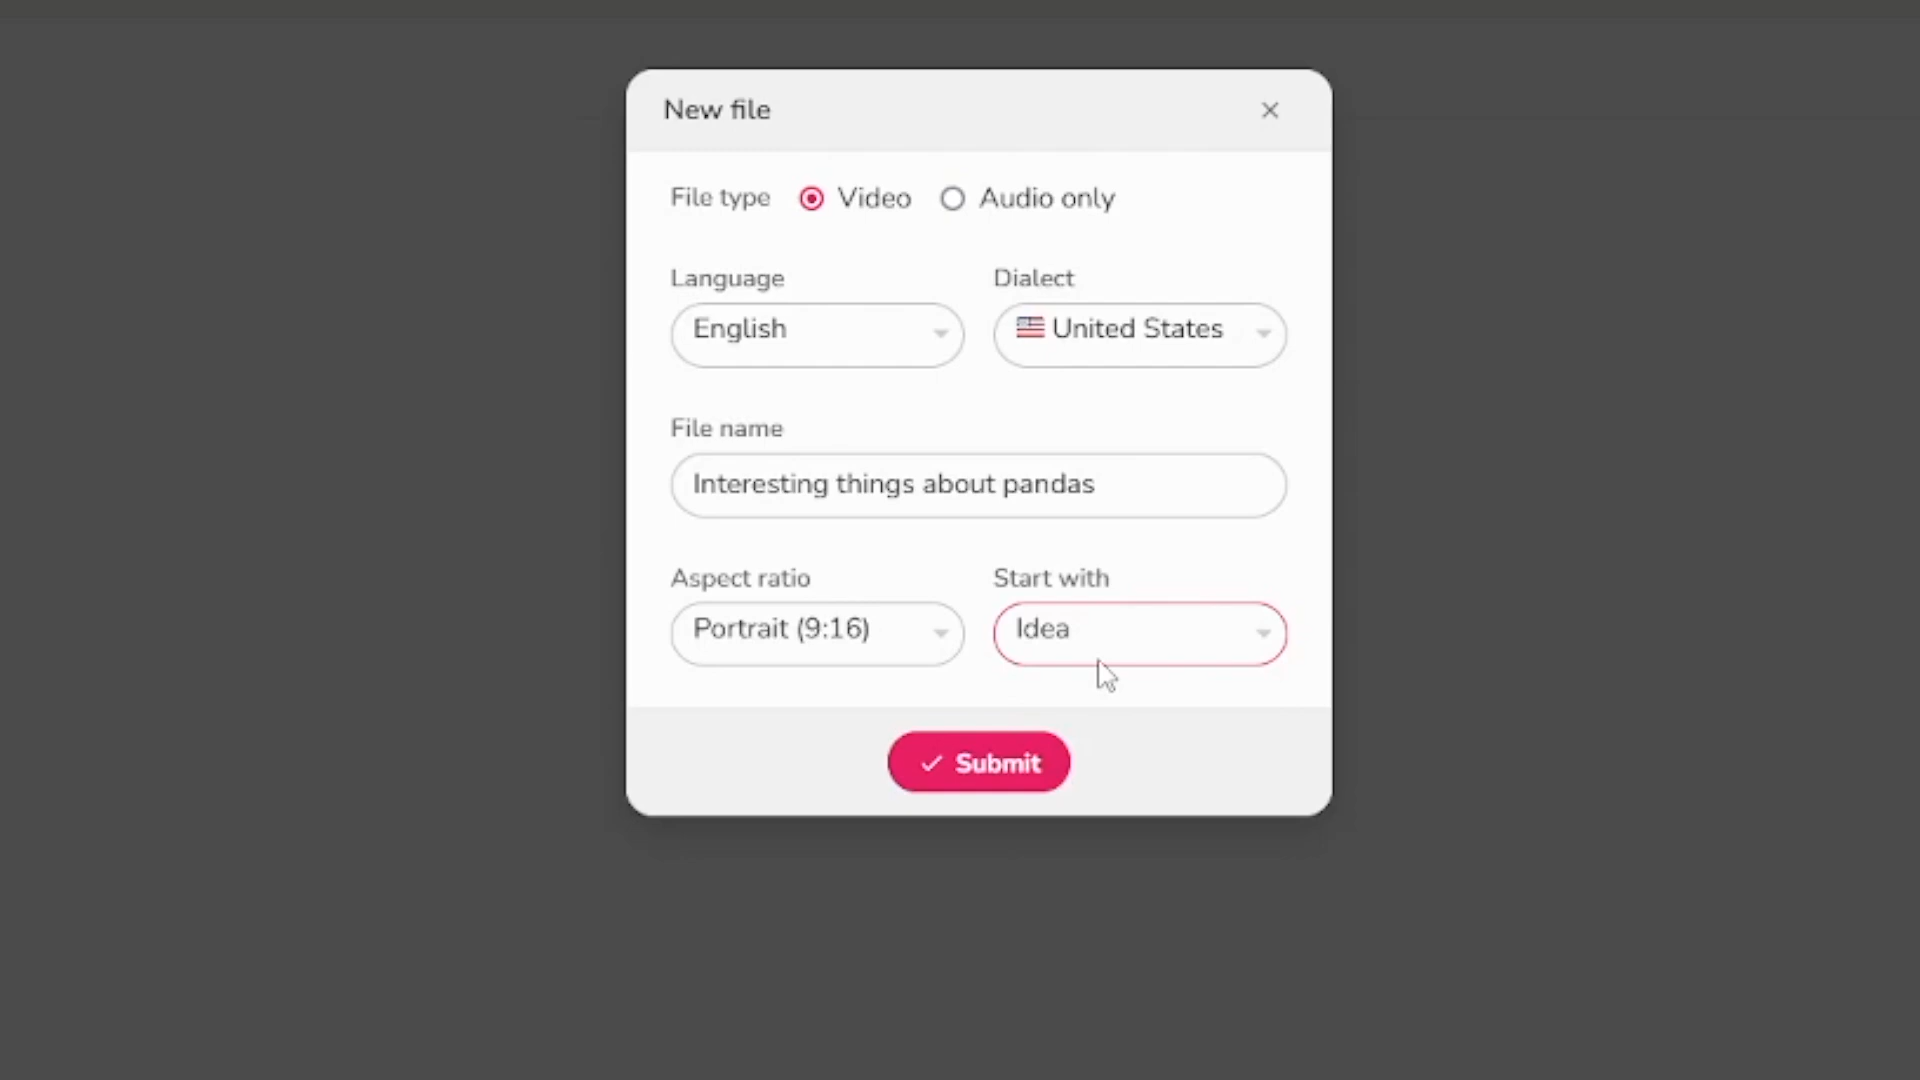 New file
File type Video Audio only
Language Dialect
English United States
File name
Interesting things about pandas
Aspect ratio Start with
Portrait (9:16) Idea
Submit